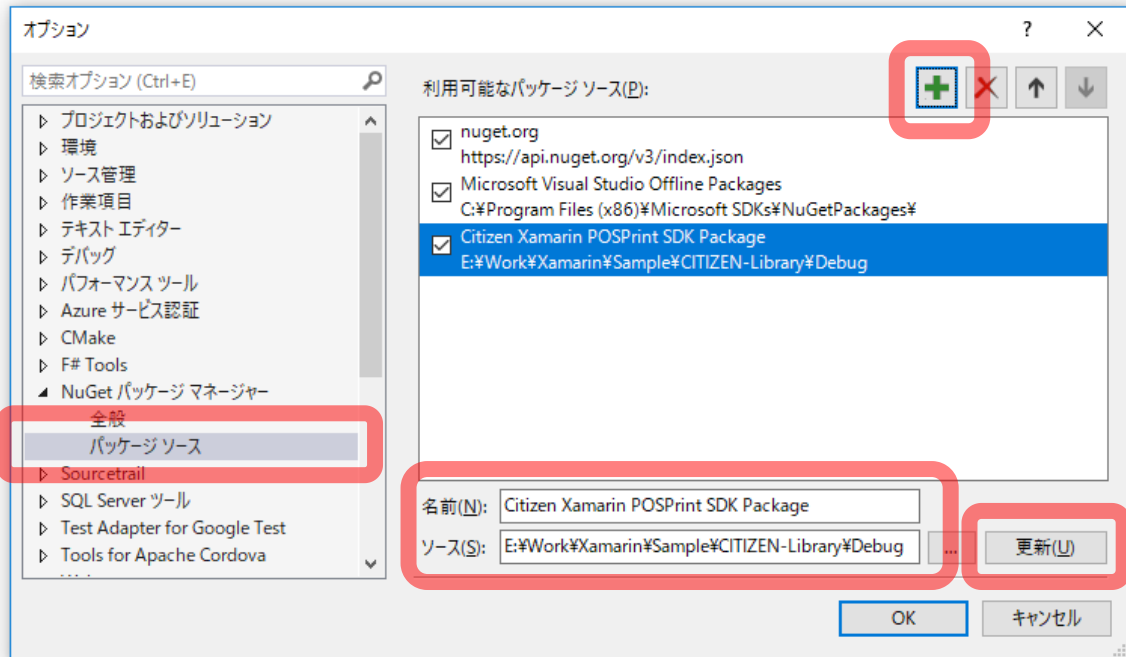 オプション
?
検索オプション (Ctrl+E)
プロジェクトおよびソリューション
環境
ソース管理
作業項目
テキスト エディター
デバッグ
パフォーマンス ツール
Azure サービス認証
CMake
F# Tools
NuGet パッケージ マネージャー
全般
パッケージ ソース
Sourcetrail
SQL Server ツール
Test Adapter for Google Test
Tools for Apache Cordova
利用可能なパッケージ ソース(P):
nuget.org
https://api.nuget.org/v3/index.json
Microsoft Visual Studio Offline Packages
C:¥Program Files (x86)¥Microsoft SDKs¥NuGetPackages¥
Citizen Xamarin POSPrint SDK Package
E:¥Work¥Xamarin¥Sample¥CITIZEN-Library¥Debug
名前(N): Citizen Xamarin POSPrint SDK Package
ソース(S): E:¥Work¥Xamarin¥Sample¥CITIZEN-Library¥Debug ... 更新(U)
OK キャンセル